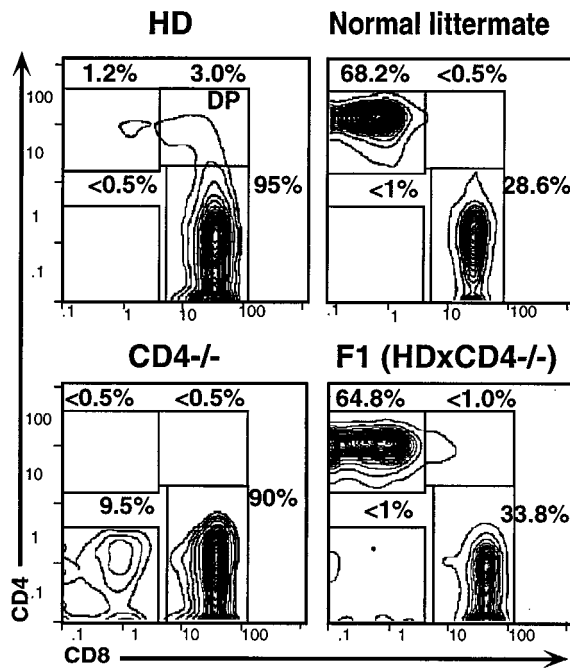 HD
Normal littermate
1.2% 3.0%
68.2% <0.5%
DP
100
10
1
.1
<0.5%
95%
<1%
28.6%
.1 1 10 100
.1 1 10 100
CD4-/-
F1 (HDxCD4-/-)
<0.5% <0.5%
64.8% <1.0%
100
10
1
.1
9.5%
90%
<1%
33.8%
.1 1 10 100
.1 1 10 100
CD4
CD8